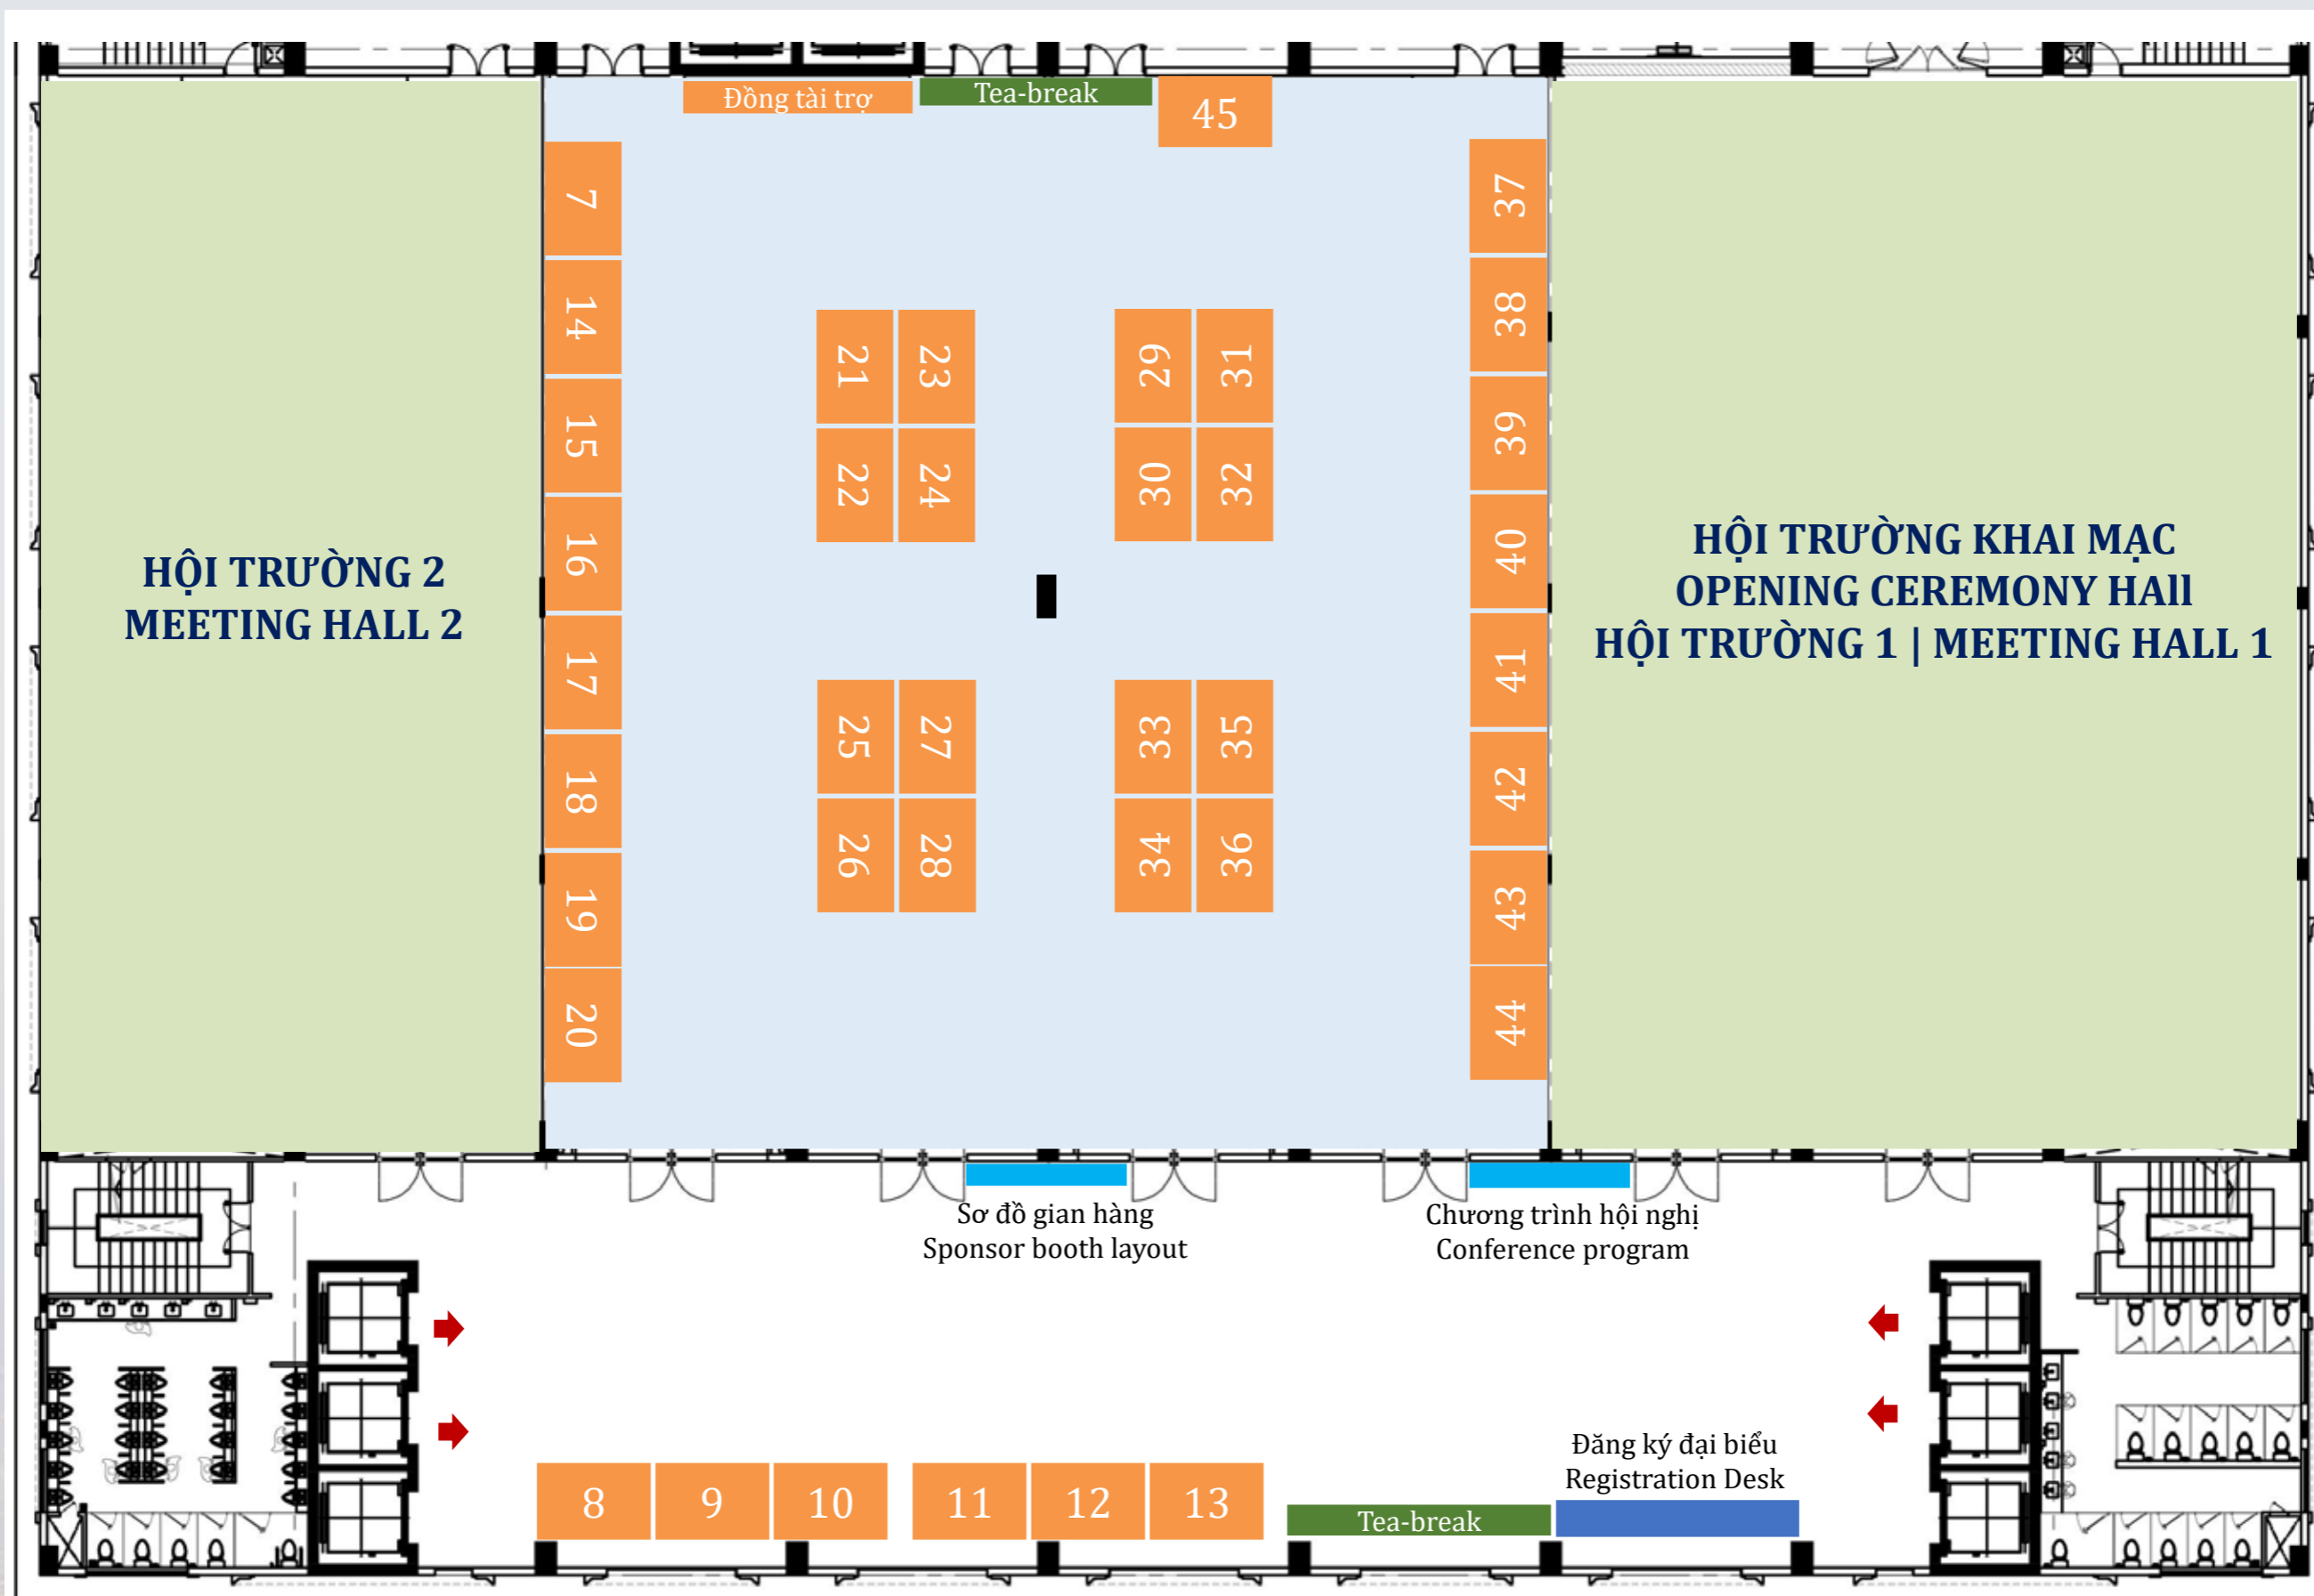 Đồng tài trợ
Tea-break
45
7
14
15
16
17
18
19
20
21
23
22
24
29
31
30
32
25
27
26
28
33
35
34
36
37
38
39
40
41
42
43
44
HỘI TRƯỜNG 2
MEETING HALL 2
HỘI TRƯỜNG KHAI MẠC
OPENING CEREMONY HAll
HỘI TRƯỜNG 1 | MEETING HALL 1
Sơ đồ gian hàng
Sponsor booth layout
Chương trình hội nghị
Conference program
Đăng ký đại biểu
Registration Desk
8
9
10
11
12
13
Tea-break